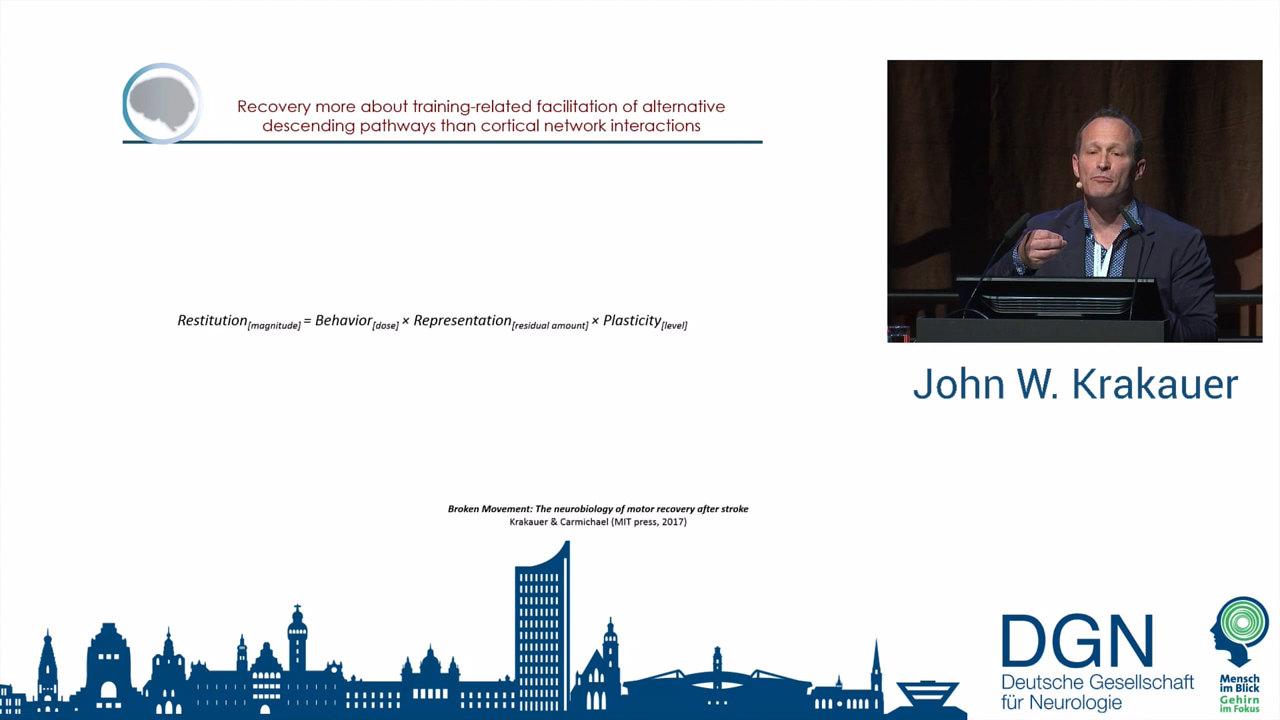 Recovery more about training-related facilitation of alternative
descending pathways than cortical network interactions
Restitution[magnitude] = Behavior[dose] × Representation[residual amount] × Plasticity[level]
Broken Movement: The neurobiology of motor recovery after stroke
Krakauer & Carmichael (MIT press, 2017)
John W. Krakauer
DGN
Deutsche Gesellschaft
für Neurologie
Mensch
im Blick
Gehirn
im Fokus